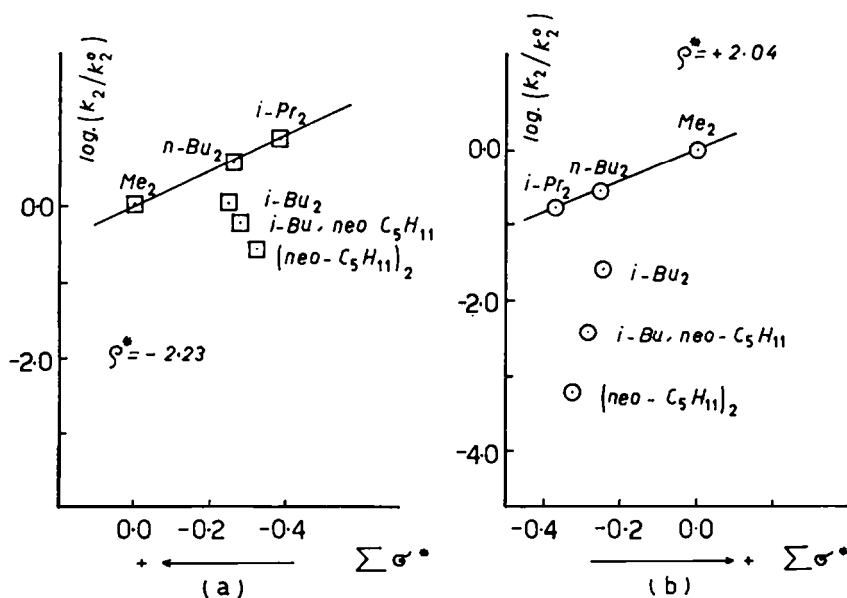 log.(k₂/k₂⁰)
i-Pr₂
n-Bu₂
Me₂
0.0
i-Bu₂
i-Bu, neo C₅H₁₁
(neo-C₅H₁₁)₂
-2.0
ρ* = - 2.23
0.0 -0.2 -0.4
+ ← Σσ*
(a)
log.(k₂/k₂⁰)
ρ* = + 2.04
Me₂
0.0
n-Bu₂
i-Pr₂
i-Bu₂
-2.0
i-Bu, neo-C₅H₁₁
(neo-C₅H₁₁)₂
-4.0
-0.4 -0.2 0.0
→ + Σσ*
(b)